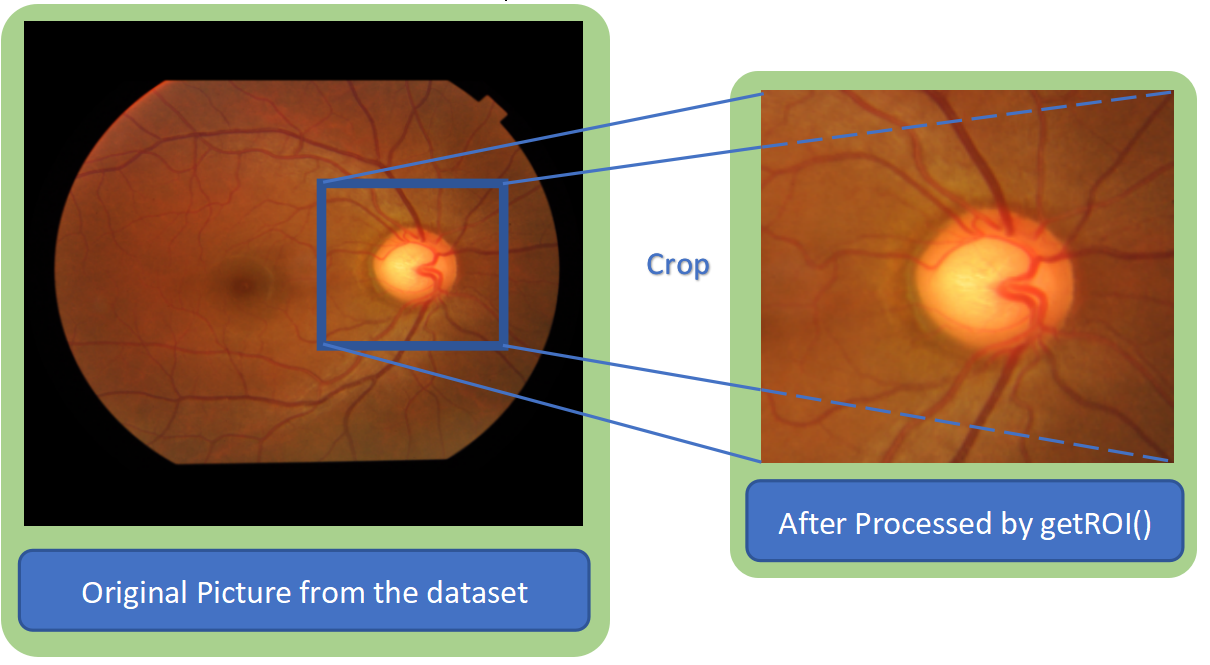 Crop
After Processed by getROI()
Original Picture from the dataset